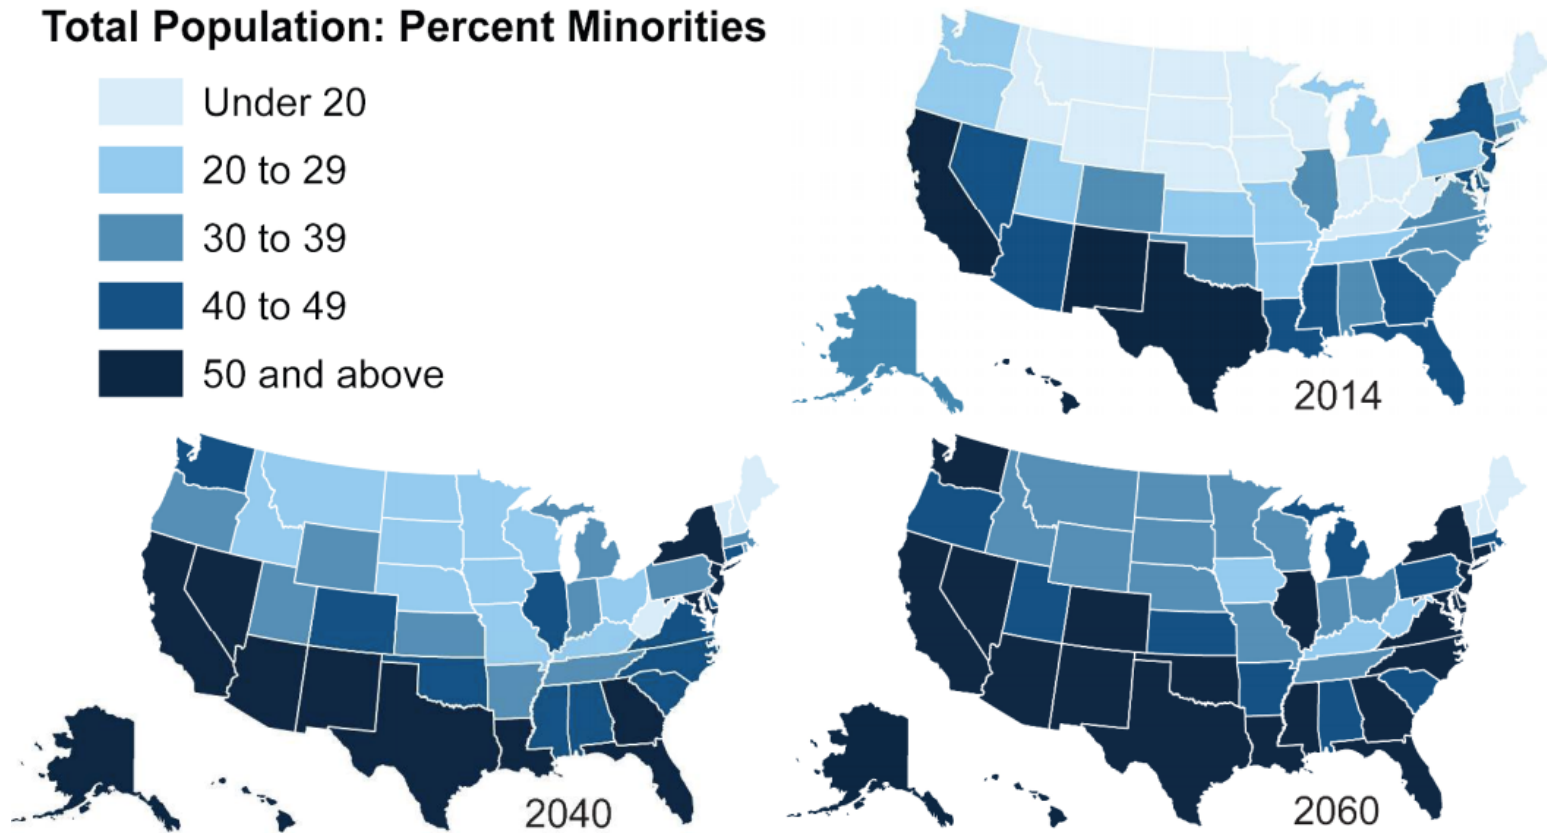 Total Population: Percent Minorities
Under 20
20 to 29
30 to 39
40 to 49
50 and above
2014
2040
2060